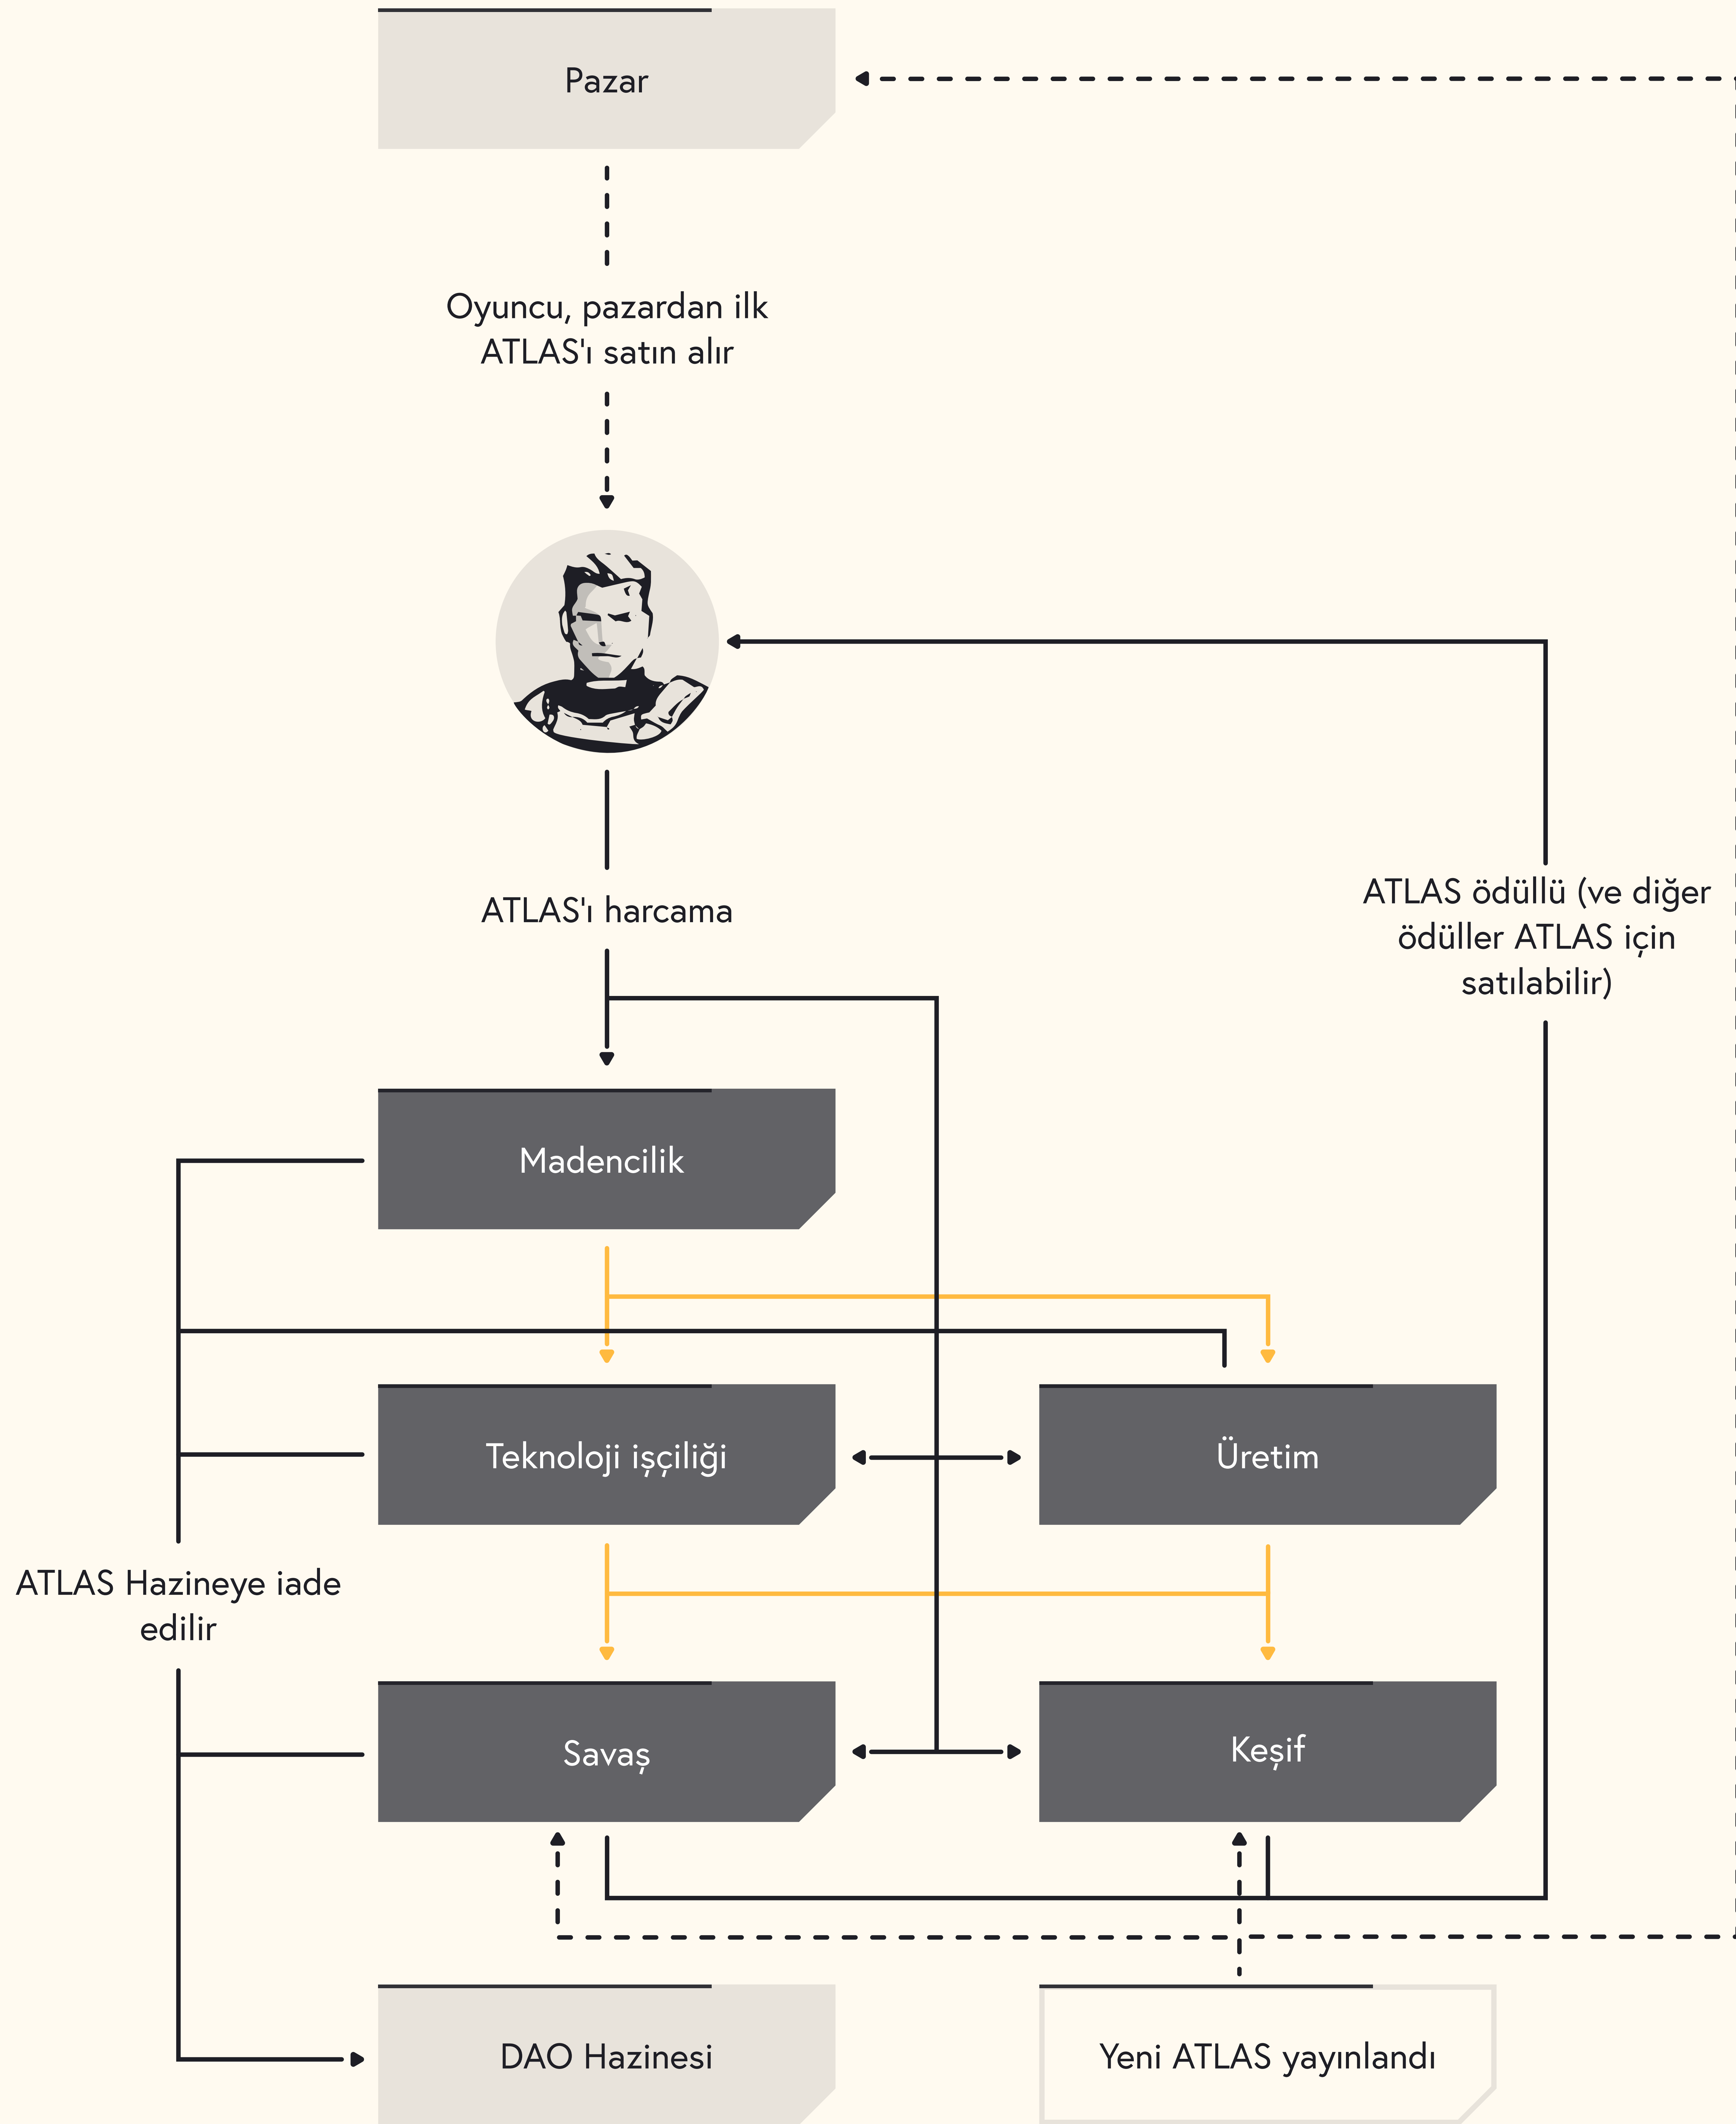 Pazar
Oyuncu, pazardan ilk
ATLAS'ı satın alır
ATLAS'ı harcama
ATLAS ödüllü (ve diğer
ödüller ATLAS için
satılabilir)
Madencilik
Teknoloji işçiliği
Üretim
ATLAS Hazineye iade
edilir
Savaş
Keşif
DAO Hazinesi
Yeni ATLAS yayınlandı